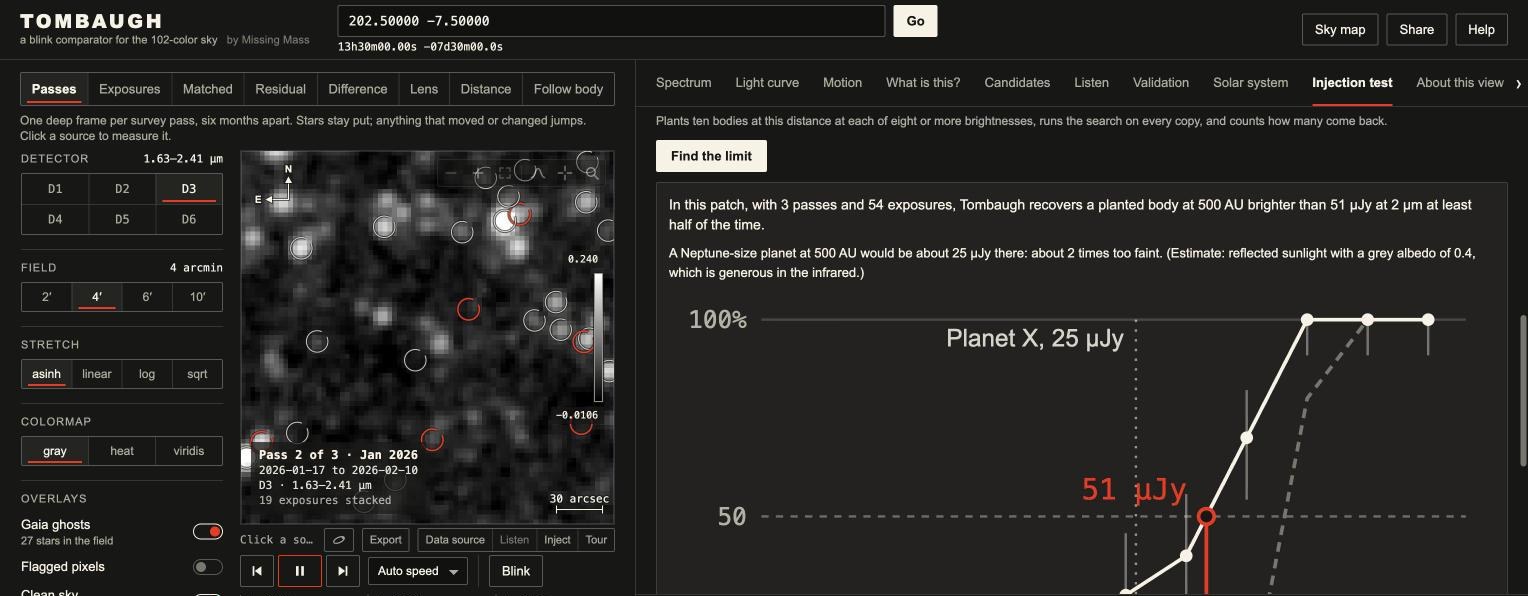 TOMBAUGH
a blink comparator for the 102-color sky by Missing Mass
202.50000 −7.50000
Go
13h30m00.00s −07d30m00.0s
Sky map Share Help
Passes Exposures Matched Residual Difference Lens Distance Follow body
One deep frame per survey pass, six months apart. Stars stay put; anything that moved or changed jumps.
Click a source to measure it.
DETECTOR 1.63–2.41 μm
D1 D2 D3
D4 D5 D6
FIELD 4 arcmin
2′ 4′ 6′ 10′
STRETCH
asinh linear log sqrt
COLORMAP
gray heat viridis
OVERLAYS
Gaia ghosts
27 stars in the field
Flagged pixels
Clean sky
N
E
0.240
−0.0106
Pass 2 of 3 · Jan 2026
2026−01−17 to 2026−02−10
D3 · 1.63–2.41 μm
19 exposures stacked
30 arcsec
Click a so… Export Data source Listen Inject Tour
Auto speed Blink
Spectrum Light curve Motion What is this? Candidates Listen Validation Solar system Injection test About this view ›
Plants ten bodies at this distance at each of eight or more brightnesses, runs the search on every copy, and counts how many come back.
Find the limit
In this patch, with 3 passes and 54 exposures, Tombaugh recovers a planted body at 500 AU brighter than 51 μJy at 2 μm at least
half of the time.
A Neptune-size planet at 500 AU would be about 25 μJy there: about 2 times too faint. (Estimate: reflected sunlight with a grey albedo of 0.4,
which is generous in the infrared.)
100%
Planet X, 25 μJy
51 μJy
50